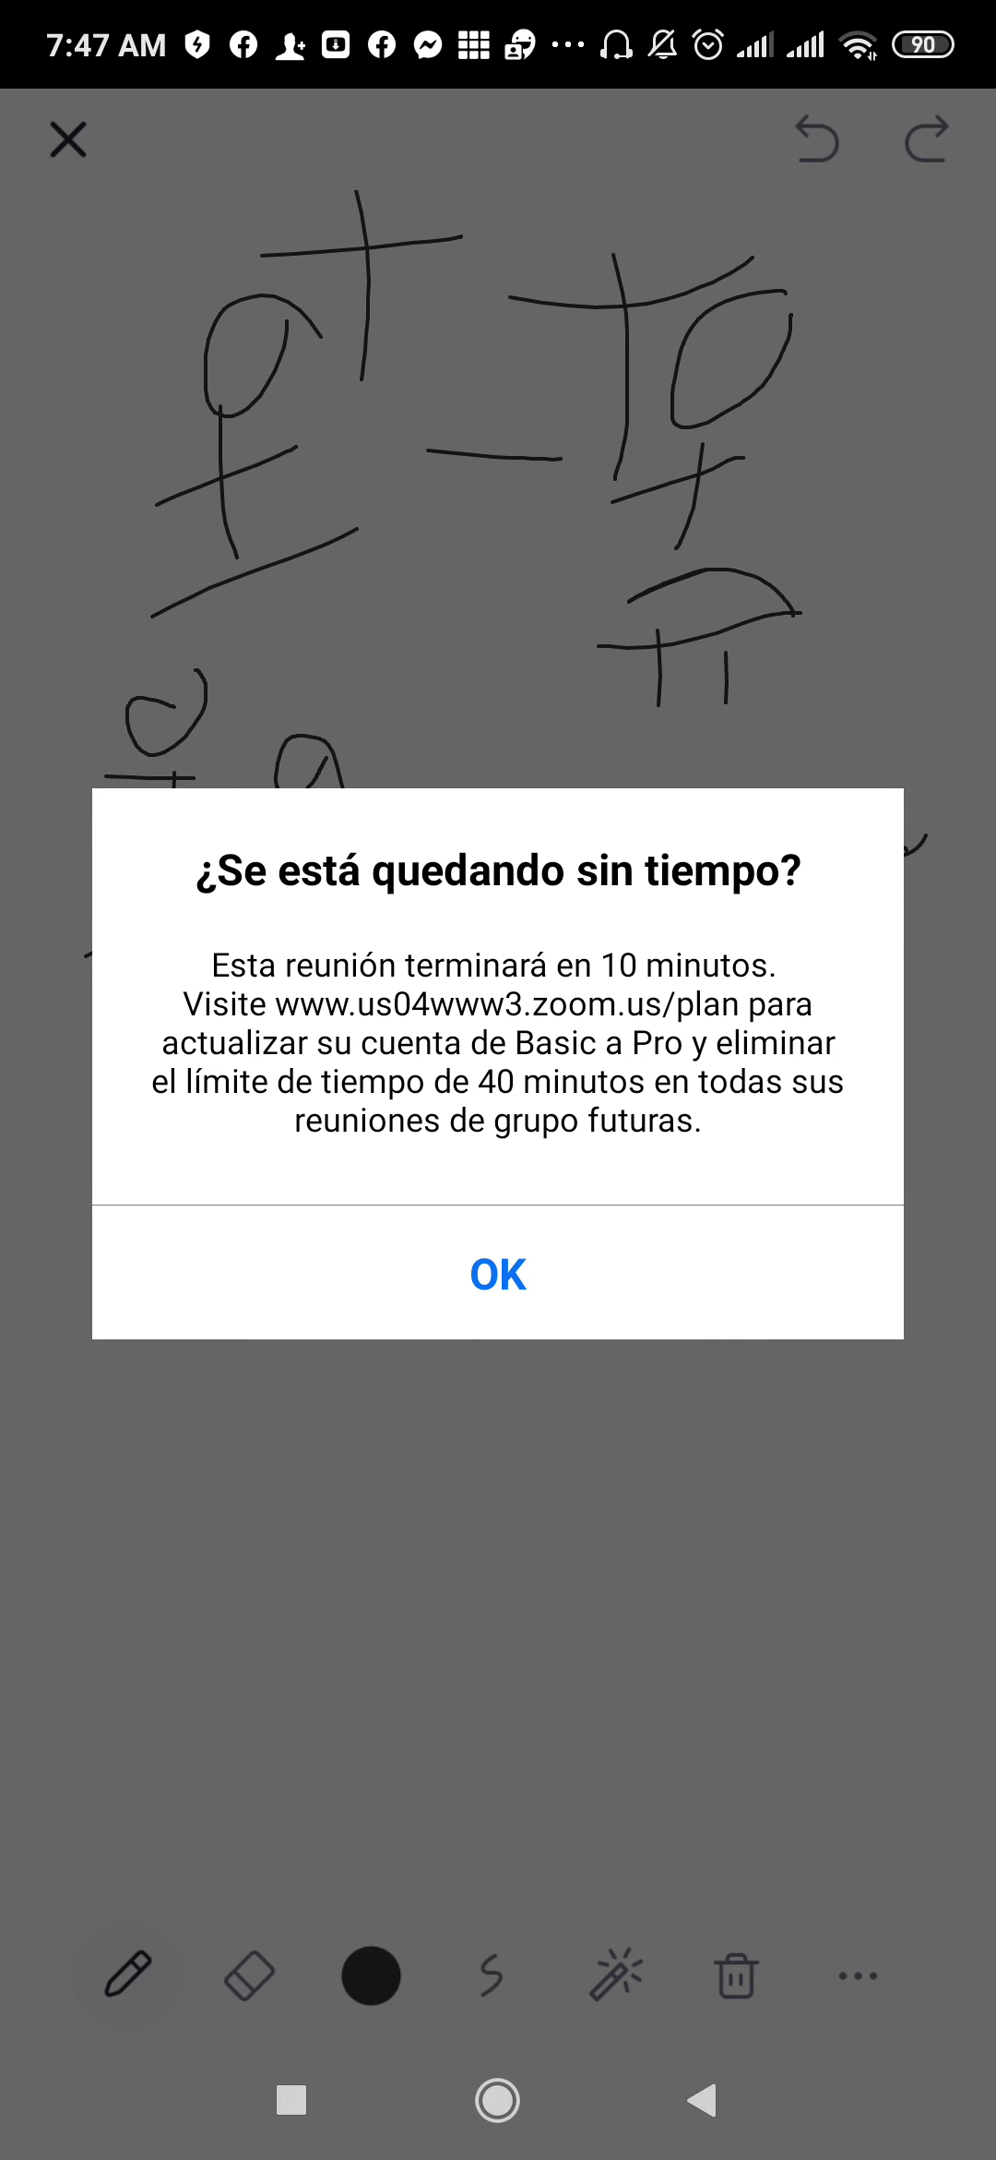 7:47 AM
90
¿Se está quedando sin tiempo?
Esta reunión terminará en 10 minutos.
Visite www.us04www3.zoom.us/plan para
actualizar su cuenta de Basic a Pro y eliminar
el límite de tiempo de 40 minutos en todas sus
reuniones de grupo futuras.
OK